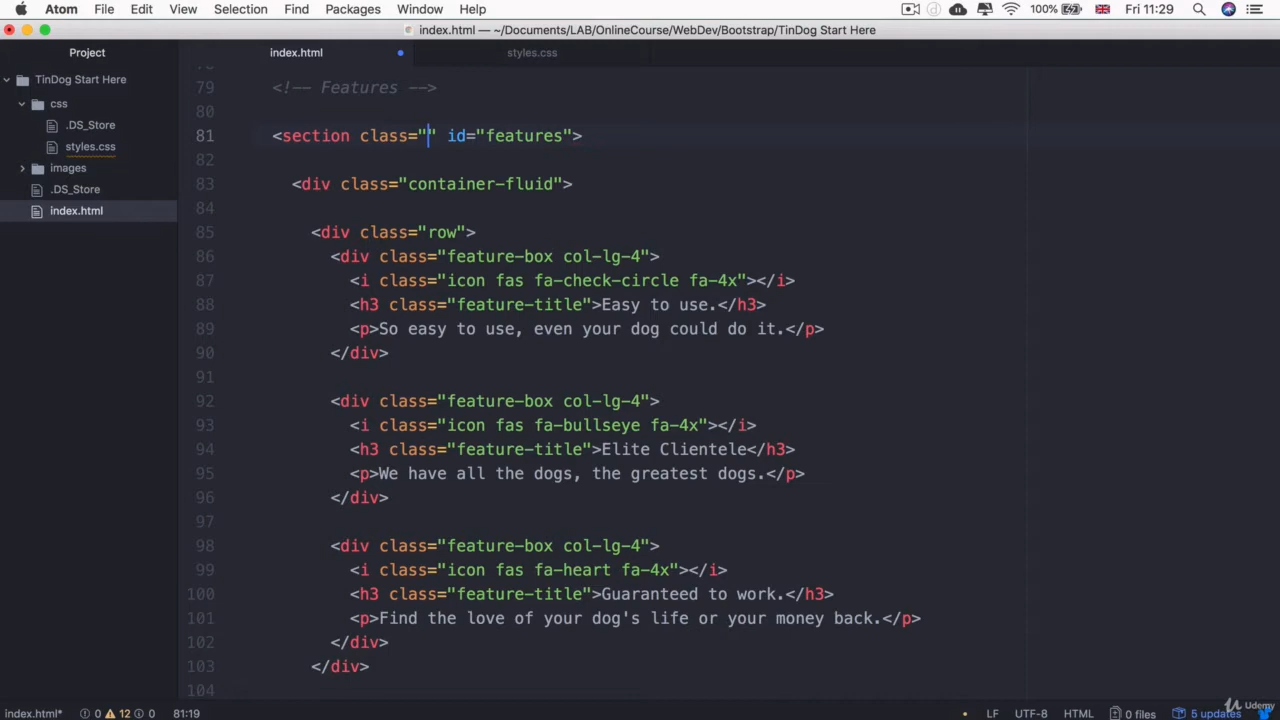 Atom File Edit View Selection Find Packages Window Help 100% Fri 11:29
index.html — ~/Documents/LAB/OnlineCourse/WebDev/Bootstrap/TinDog Start Here
Project index.html styles.css
TinDog Start Here
css
.DS_Store
styles.css
images
.DS_Store
index.html
79 <!-- Features -->
80
81 <section class="" id="features">
82
83 <div class="container-fluid">
84
85 <div class="row">
86 <div class="feature-box col-lg-4">
87 <i class="icon fas fa-check-circle fa-4x"></i>
88 <h3 class="feature-title">Easy to use.</h3>
89 <p>So easy to use, even your dog could do it.</p>
90 </div>
91
92 <div class="feature-box col-lg-4">
93 <i class="icon fas fa-bullseye fa-4x"></i>
94 <h3 class="feature-title">Elite Clientele</h3>
95 <p>We have all the dogs, the greatest dogs.</p>
96 </div>
97
98 <div class="feature-box col-lg-4">
99 <i class="icon fas fa-heart fa-4x"></i>
100 <h3 class="feature-title">Guaranteed to work.</h3>
101 <p>Find the love of your dog's life or your money back.</p>
102 </div>
103 </div>
104
index.html* 0 12 0 81:19 LF UTF-8 HTML 0 files 5 updates
Udemy